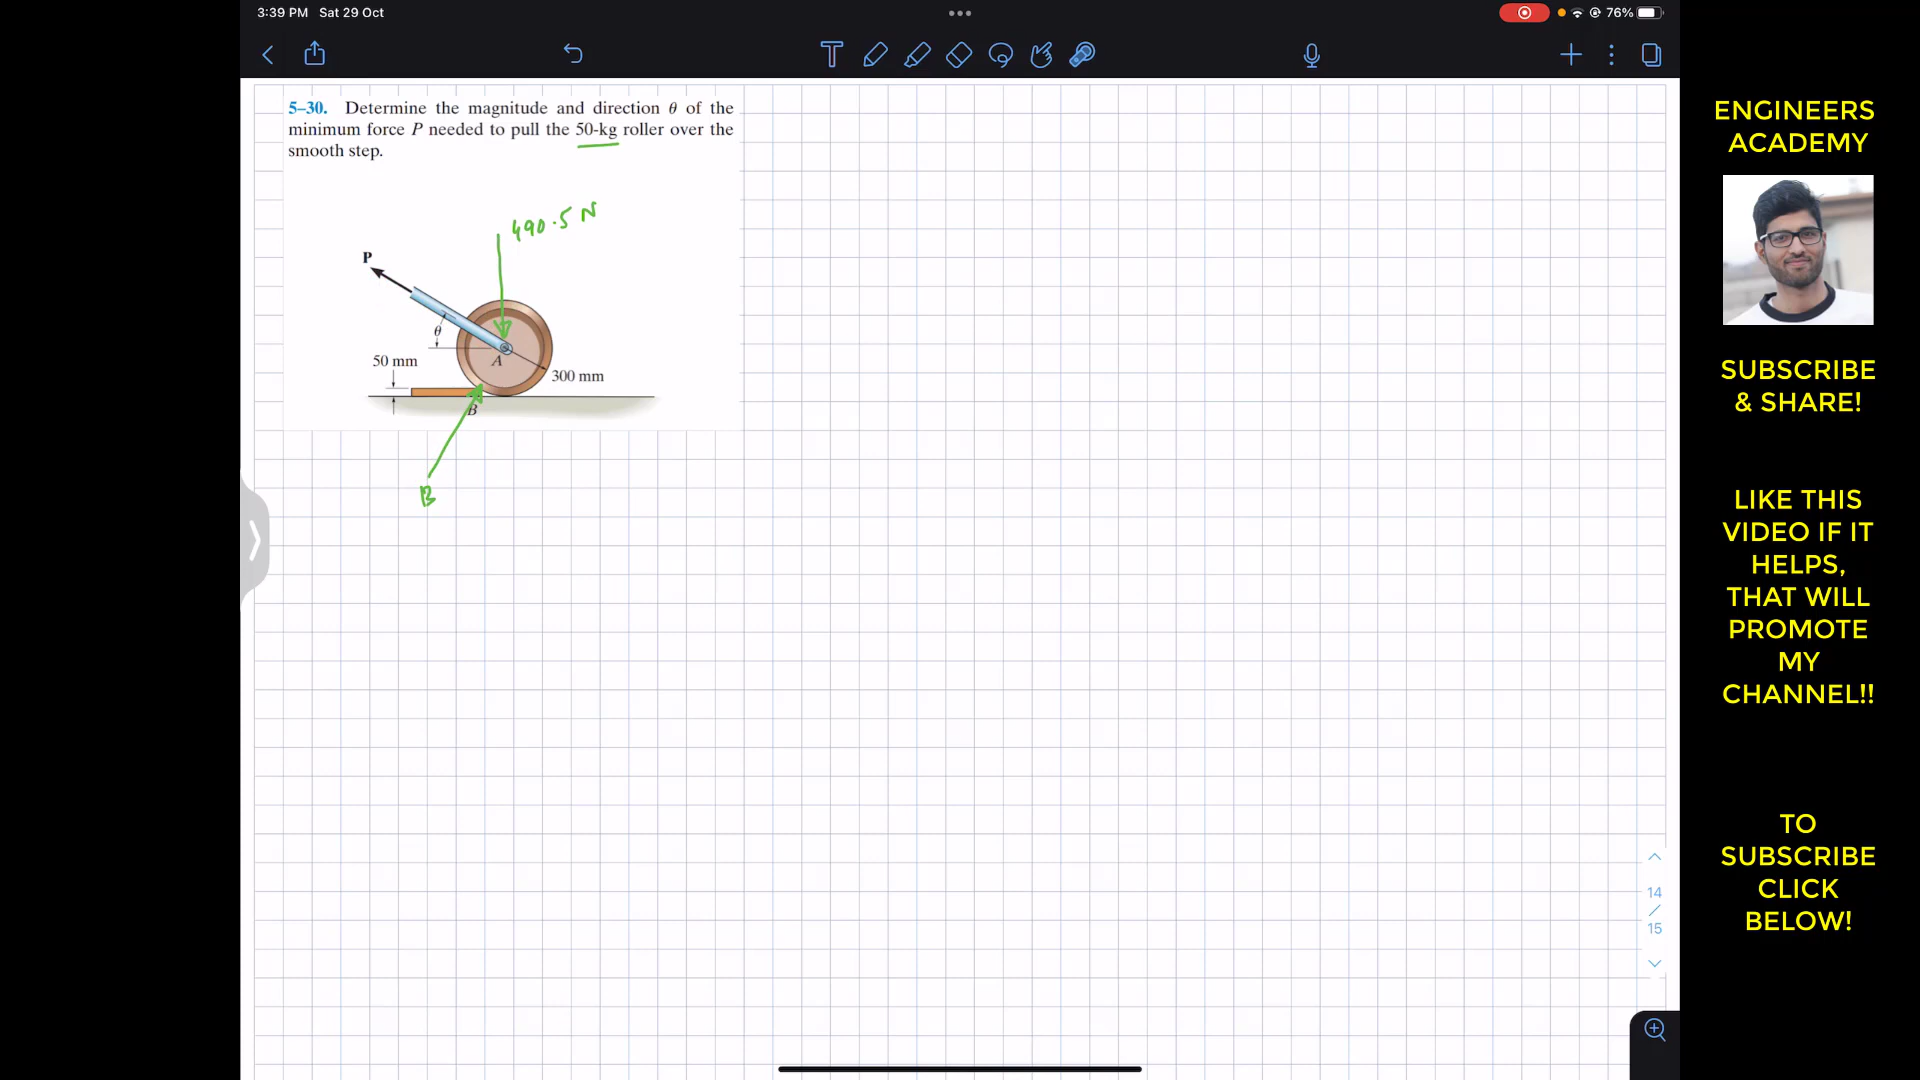 3:39 PM Sat 29 Oct
76%
5–30. Determine the magnitude and direction θ of the
minimum force P needed to pull the 50-kg roller over the
smooth step.
490.5 N
P
θ
A
50 mm
300 mm
B
B
14
/
15
ENGINEERS
ACADEMY
SUBSCRIBE
& SHARE!
LIKE THIS
VIDEO IF IT
HELPS,
THAT WILL
PROMOTE
MY
CHANNEL!!
TO
SUBSCRIBE
CLICK
BELOW!